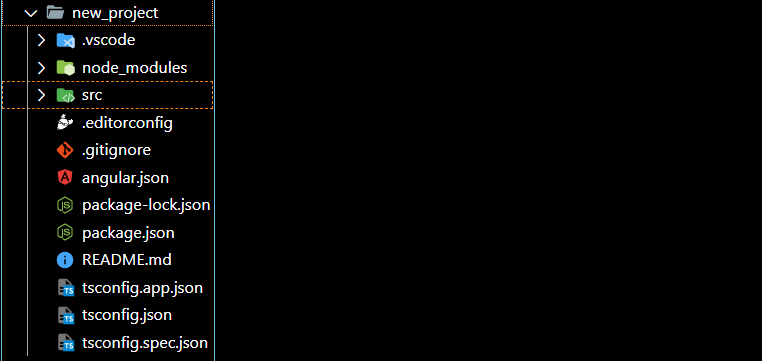 new_project
.vscode
node_modules
src
.editorconfig
.gitignore
angular.json
package-lock.json
package.json
README.md
tsconfig.app.json
tsconfig.json
tsconfig.spec.json